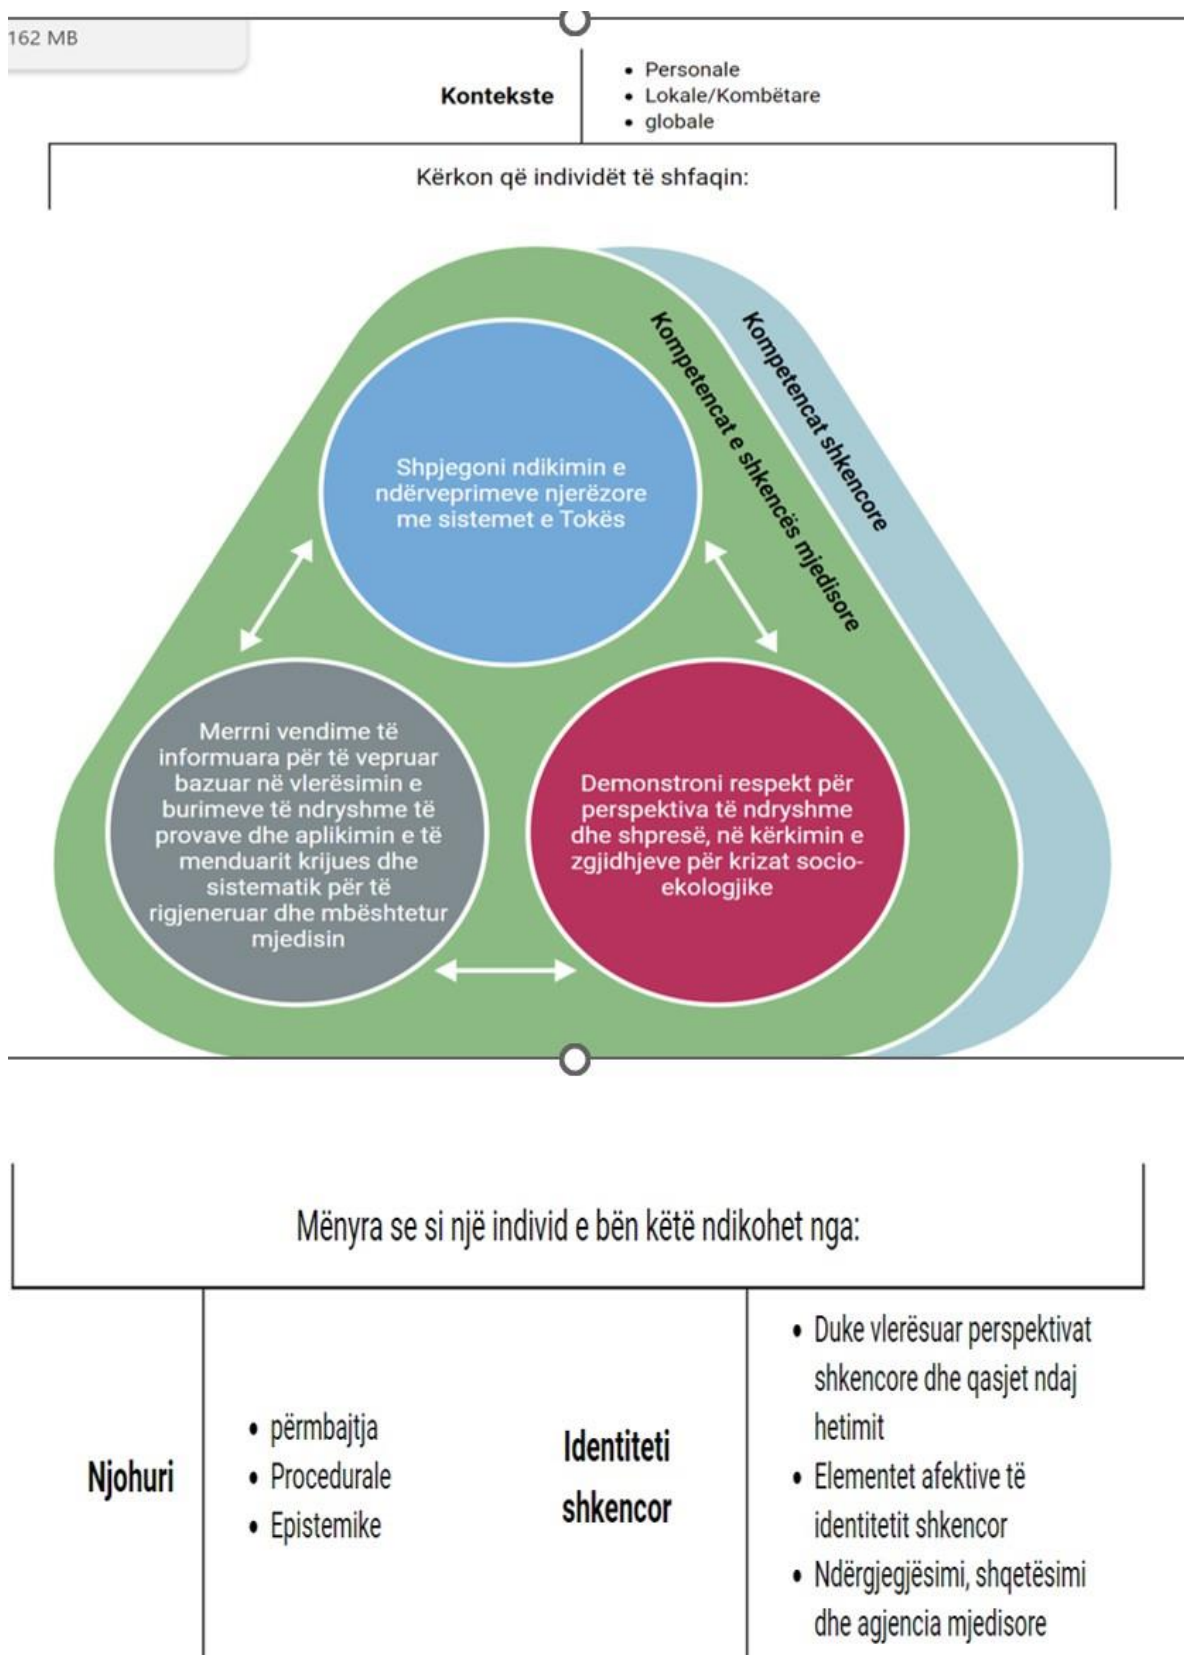 162 MB
Kontekste
• Personale
• Lokale/Kombëtare
• globale
Kërkon që individët të shfaqin:
Kompetencat e shkencës mjedisore
Kompetencat shkencore
Shpjegoni ndikimin e
ndërveprimeve njerëzore
me sistemet e Tokës
Merrni vendime të
informuara për të vepruar
bazuar në vlerësimin e
burimeve të ndryshme të
provave dhe aplikimin e të
menduarit krijues dhe
sistematik për të
rigjeneruar dhe mbështetur
mjedisin
Demonstroni respekt për
perspektiva të ndryshme
dhe shpresë, në kërkimin e
zgjidhjeve për krizat socio-
ekologjike
Mënyra se si një individ e bën këtë ndikohet nga:
Njohuri
• përmbajtja
• Procedurale
• Epistemike
Identiteti
shkencor
• Duke vlerësuar perspektivat
shkencore dhe qasjet ndaj
hetimit
• Elementet afektive të
identitetit shkencor
• Ndërgjegjësimi, shqetësimi
dhe agjencia mjedisore